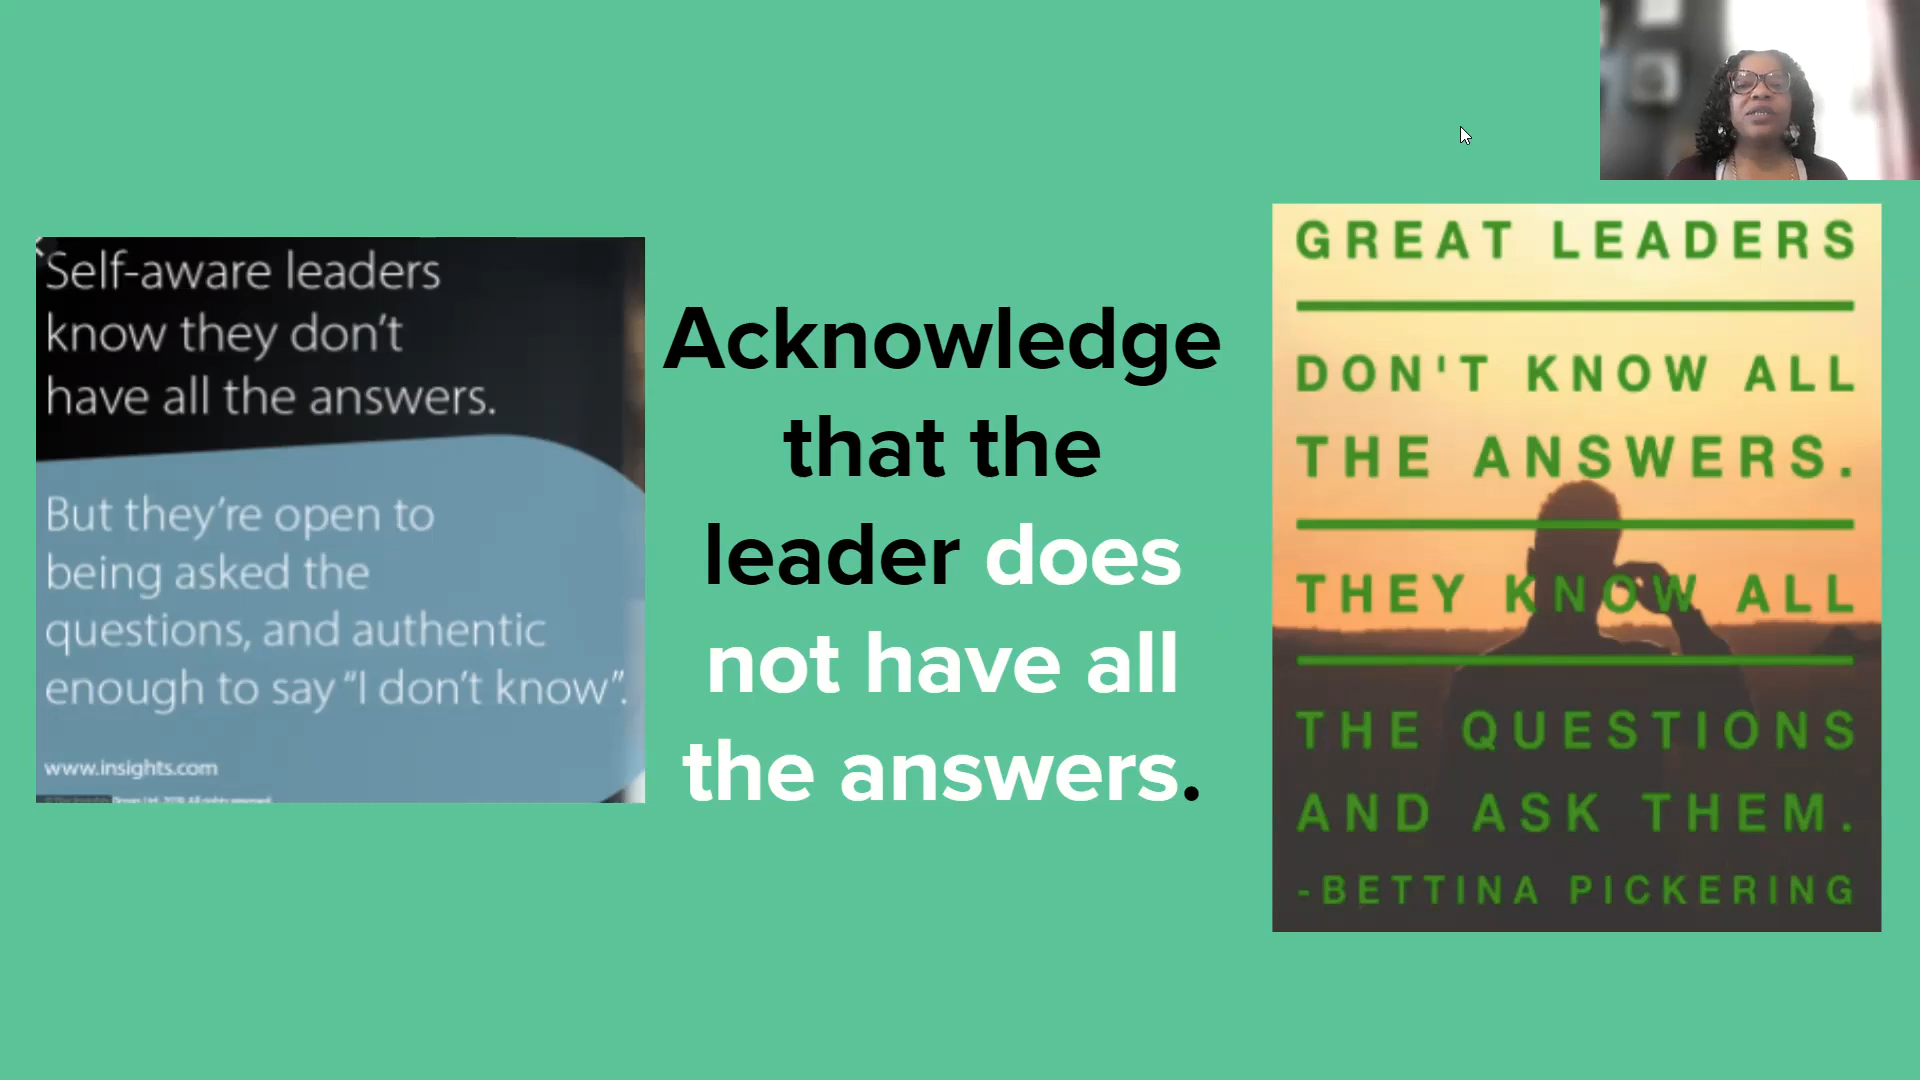 Self-aware leaders
know they don't
have all the answers.
But they're open to
being asked the
questions, and authentic
enough to say "I don't know".
www.insights.com
Acknowledge
that the
leader does
not have all
the answers.
GREAT LEADERS
DON'T KNOW ALL
THE ANSWERS.
THEY KNOW ALL
THE QUESTIONS
AND ASK THEM.
-BETTINA PICKERING